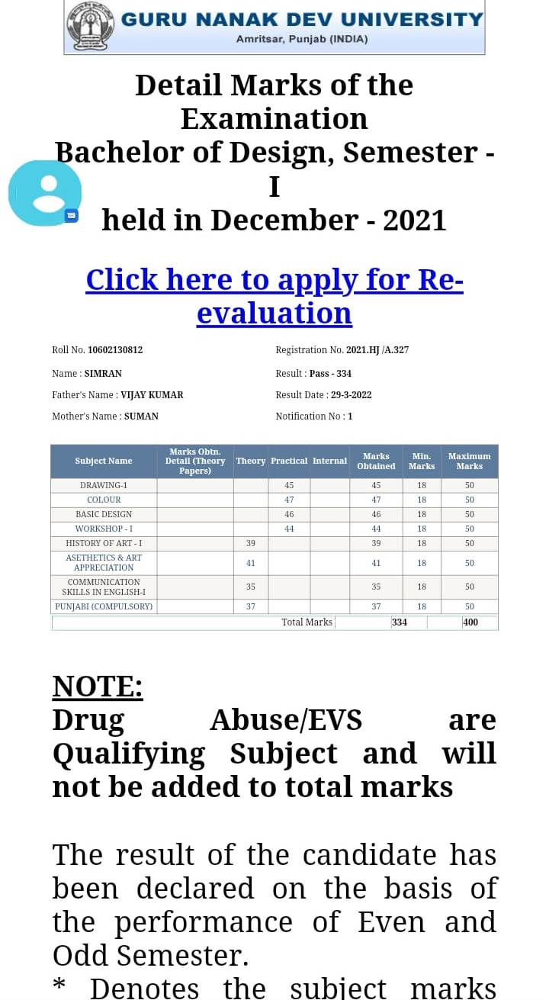 GURU NANAK DEV UNIVERSITY
Amritsar, Punjab (INDIA)
Detail Marks of the
Examination
Bachelor of Design, Semester -
I
held in December - 2021
Click here to apply for Re-
evaluation
Roll No. 10602130812 Registration No. 2021.HJ /A.327
Name : SIMRAN Result : Pass - 334
Father's Name : VIJAY KUMAR Result Date : 29-3-2022
Mother's Name : SUMAN Notification No : 1
Subject Name Marks Obtn. Detail (Theory Papers) Theory Practical Internal Marks Obtained Min. Marks Maximum Marks
DRAWING-1 45 45 18 50
COLOUR 47 47 18 50
BASIC DESIGN 46 46 18 50
WORKSHOP - I 44 44 18 50
HISTORY OF ART - I 39 39 18 50
ASETHETICS & ART APPRECIATION 41 41 18 50
COMMUNICATION SKILLS IN ENGLISH-I 35 35 18 50
PUNJABI (COMPULSORY) 37 37 18 50
Total Marks 334 400
NOTE:
Drug Abuse/EVS are
Qualifying Subject and will
not be added to total marks
The result of the candidate has
been declared on the basis of
the performance of Even and
Odd Semester.
* Denotes the subject marks